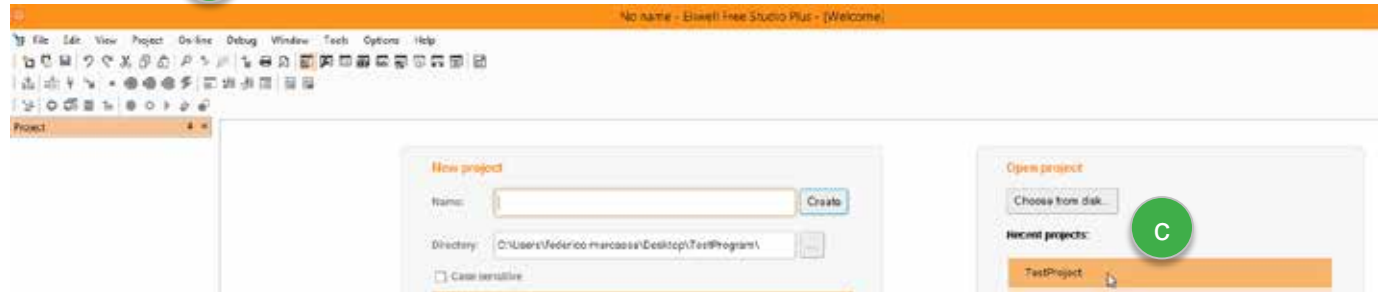 No name - Eliwell Free Studio Plus - [Welcome]
File Edit View Project On-line Debug Window Tools Options Help
Project
New project
Name:
Create
Directory: C:\Users\federico marcassa\Desktop\TestProgram\
...
Case sensitive
Open project
Choose from disk...
Recent projects:
C
TestProject